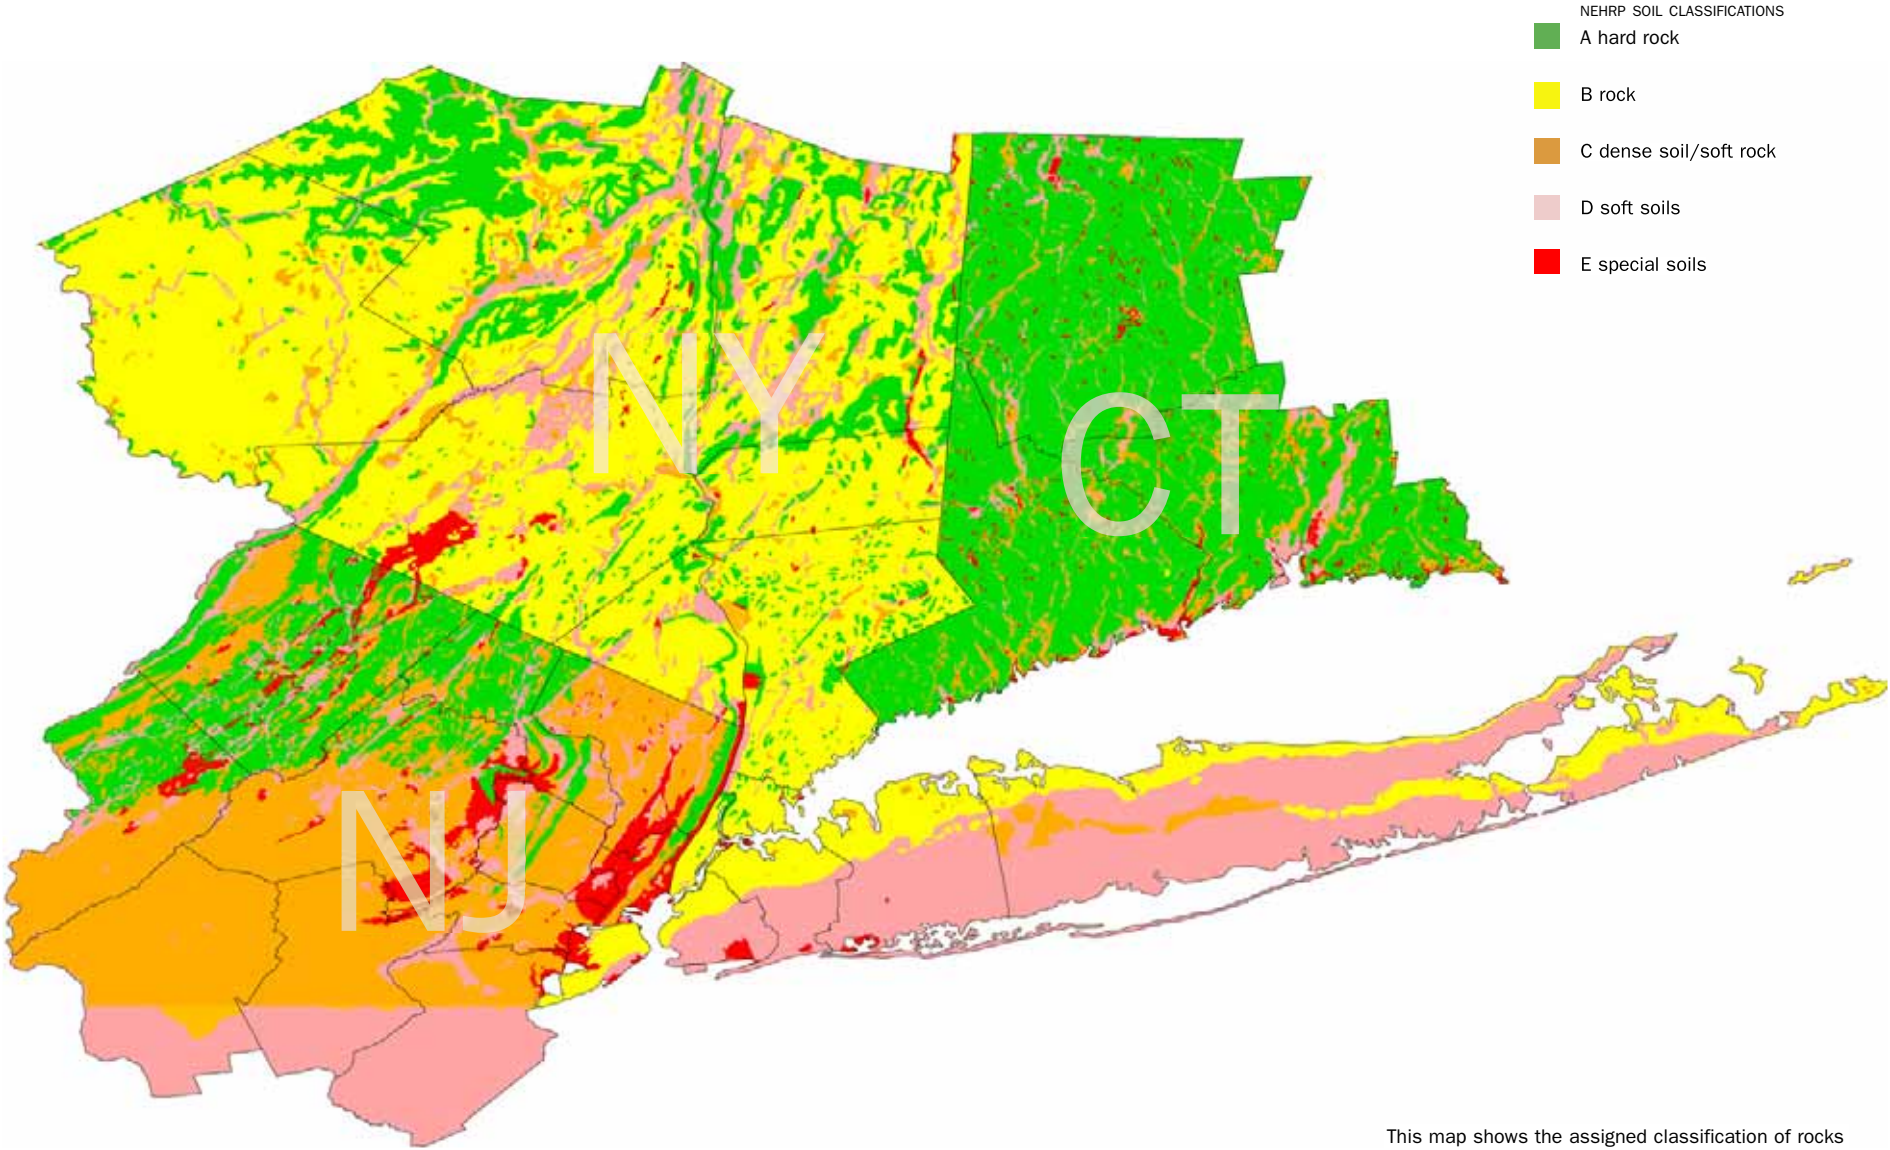 NEHRP SOIL CLASSIFICATIONS
A hard rock
B rock
C dense soil/soft rock
D soft soils
E special soils
NY
CT
NJ
This map shows the assigned classification of rocks